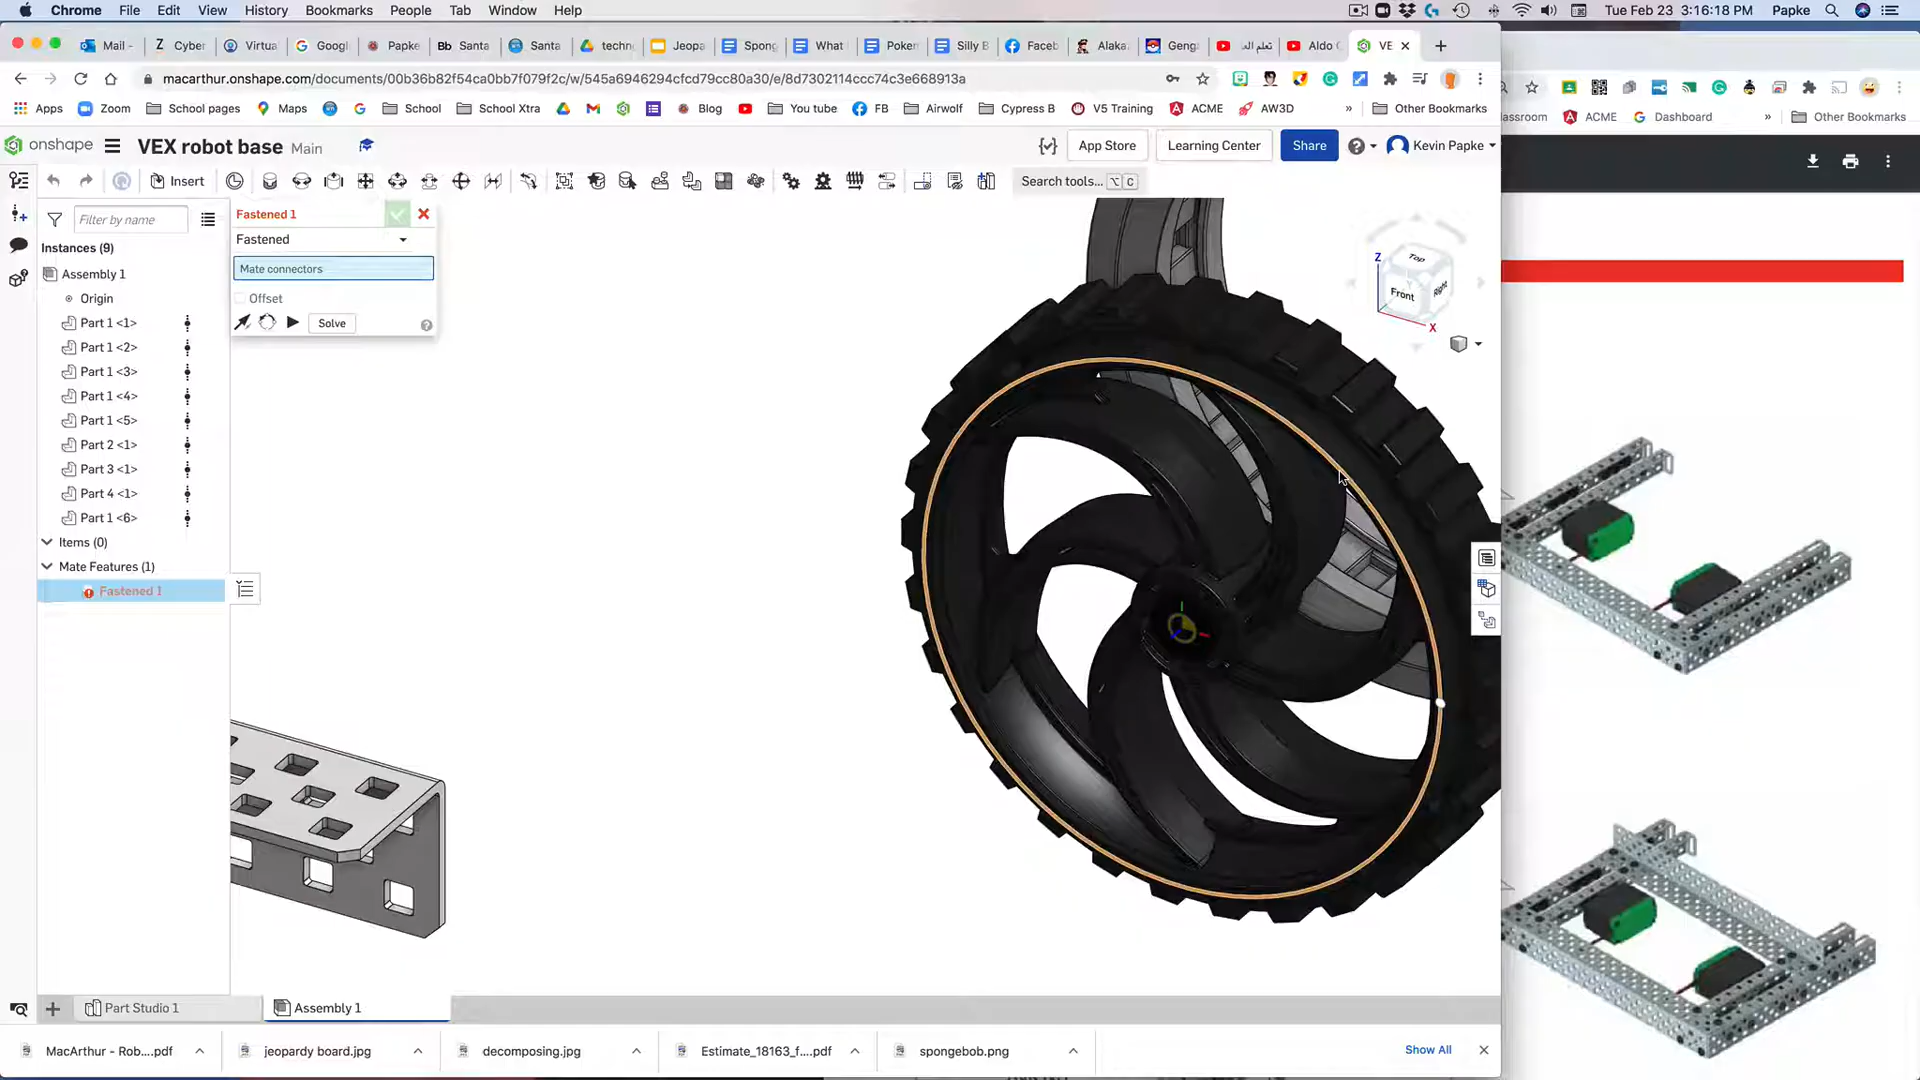 Chrome File Edit View History Bookmarks People Tab Window Help Tue Feb 23 3:16:18 PM Papke
Mail - Z Cyber Virtua Googl Papke Bb Santa Santa techn Jeopa Spong What Poker Silly B Faceb Alaka Geng Aldo VE
macarthur.onshape.com/documents/00b36b82f54ca0bb7f079f2c/w/545a6946294cfcd79cc80a30/e/8d7302114ccc74c3e668913a
Apps Zoom School pages Maps School School Xtra Blog You tube FB Airwolf Cypress B V5 Training ACME AW3D » Other Bookmarks
lassroom ACME Dashboard » Other Bookmarks
onshape VEX robot base Main App Store Learning Center Share Kevin Papke
Insert Search tools... ⌥ C
Filter by name
Fastened 1
Fastened
Instances (9)
Mate connectors
Assembly 1
Origin
Offset
Part 1 <1>
Solve
Part 1 <2>
Part 1 <3>
Part 1 <4>
Part 1 <5>
Part 2 <1>
Part 3 <1>
Part 4 <1>
Part 1 <6>
Items (0)
Mate Features (1)
Fastened 1
Top
Front
Right
Z
X
Part Studio 1 Assembly 1
MacArthur - Rob....pdf jeopardy board.jpg decomposing.jpg Estimate_18163_f....pdf spongebob.png Show All